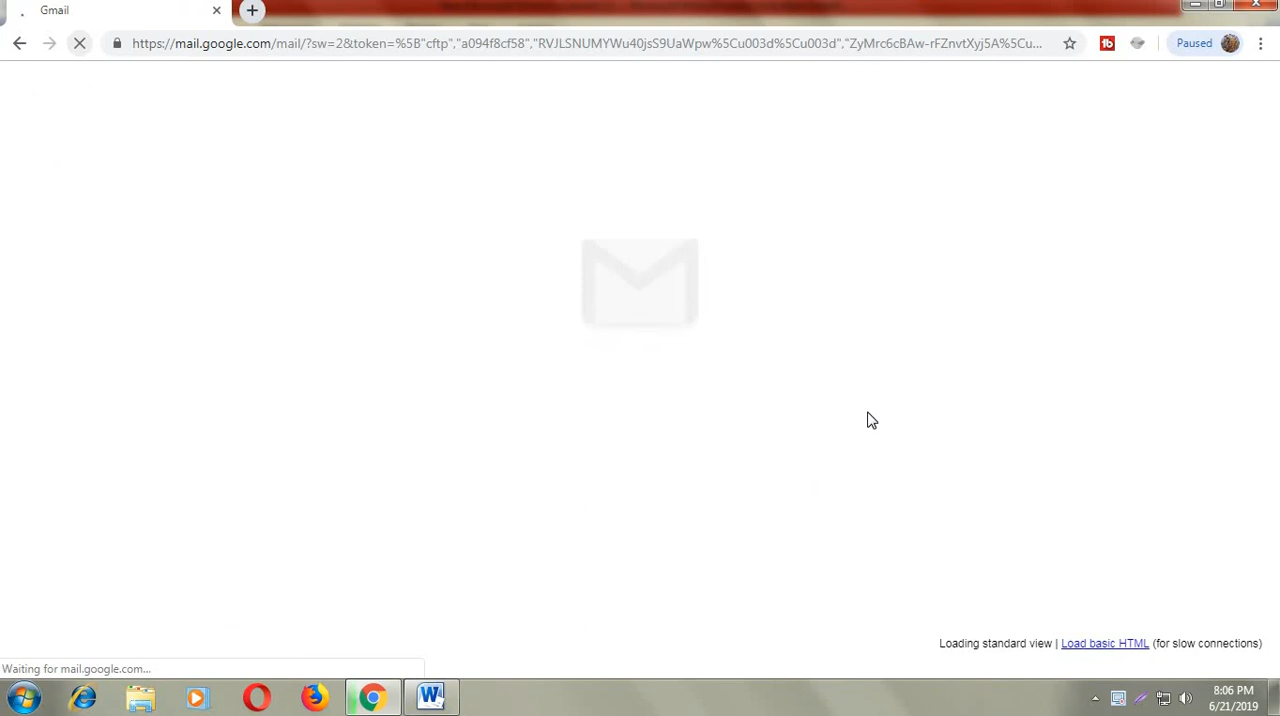 Gmail
https://mail.google.com/mail/?sw=2&token=%5B"cftp","a094f8cf58","RVJLSNUMYWu40jsS9UaWpw%5Cu003d%5Cu003d","ZyMrc6cBAw-rFZnvtXyj5A%5Cu...
Paused
Loading standard view | Load basic HTML (for slow connections)
Waiting for mail.google.com...
8:06 PM
6/21/2019